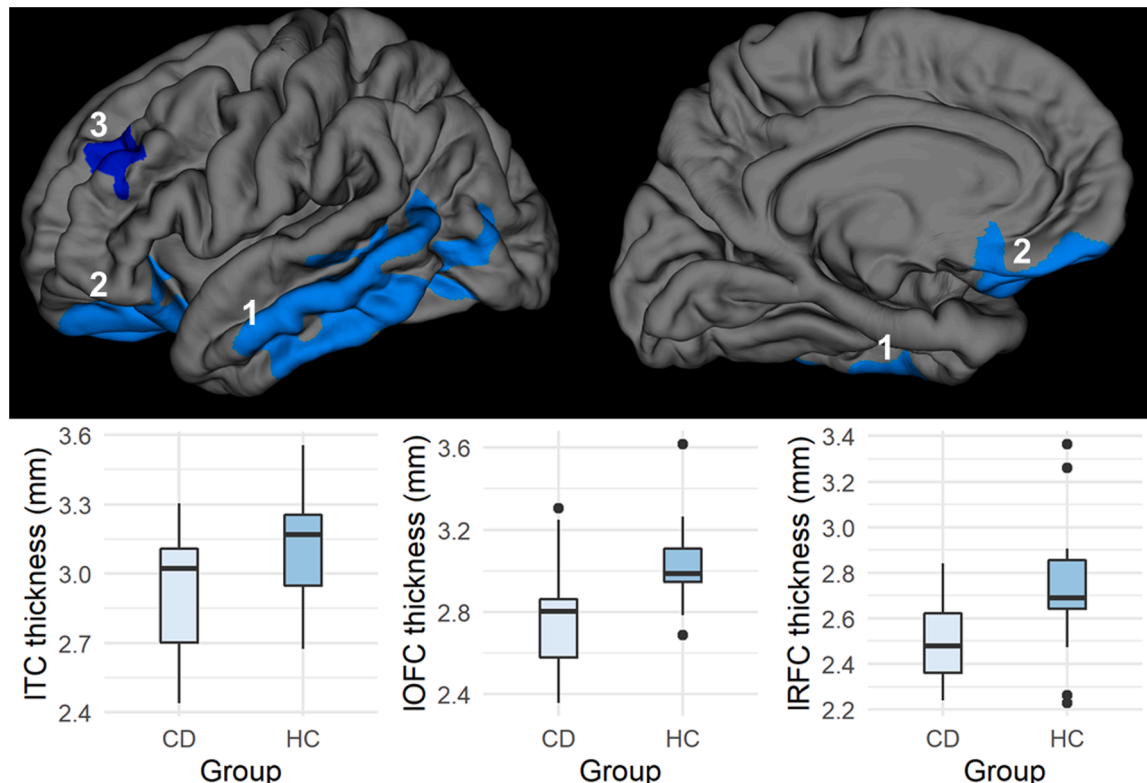 3
2
1
2
1
ITC thickness (mm)
3.6
3.3
3.0
2.7
2.4
CD
HC
Group
lOFC thickness (mm)
3.6
3.2
2.8
2.4
CD
HC
Group
lRFC thickness (mm)
3.4
3.2
3.0
2.8
2.6
2.4
2.2
CD
HC
Group